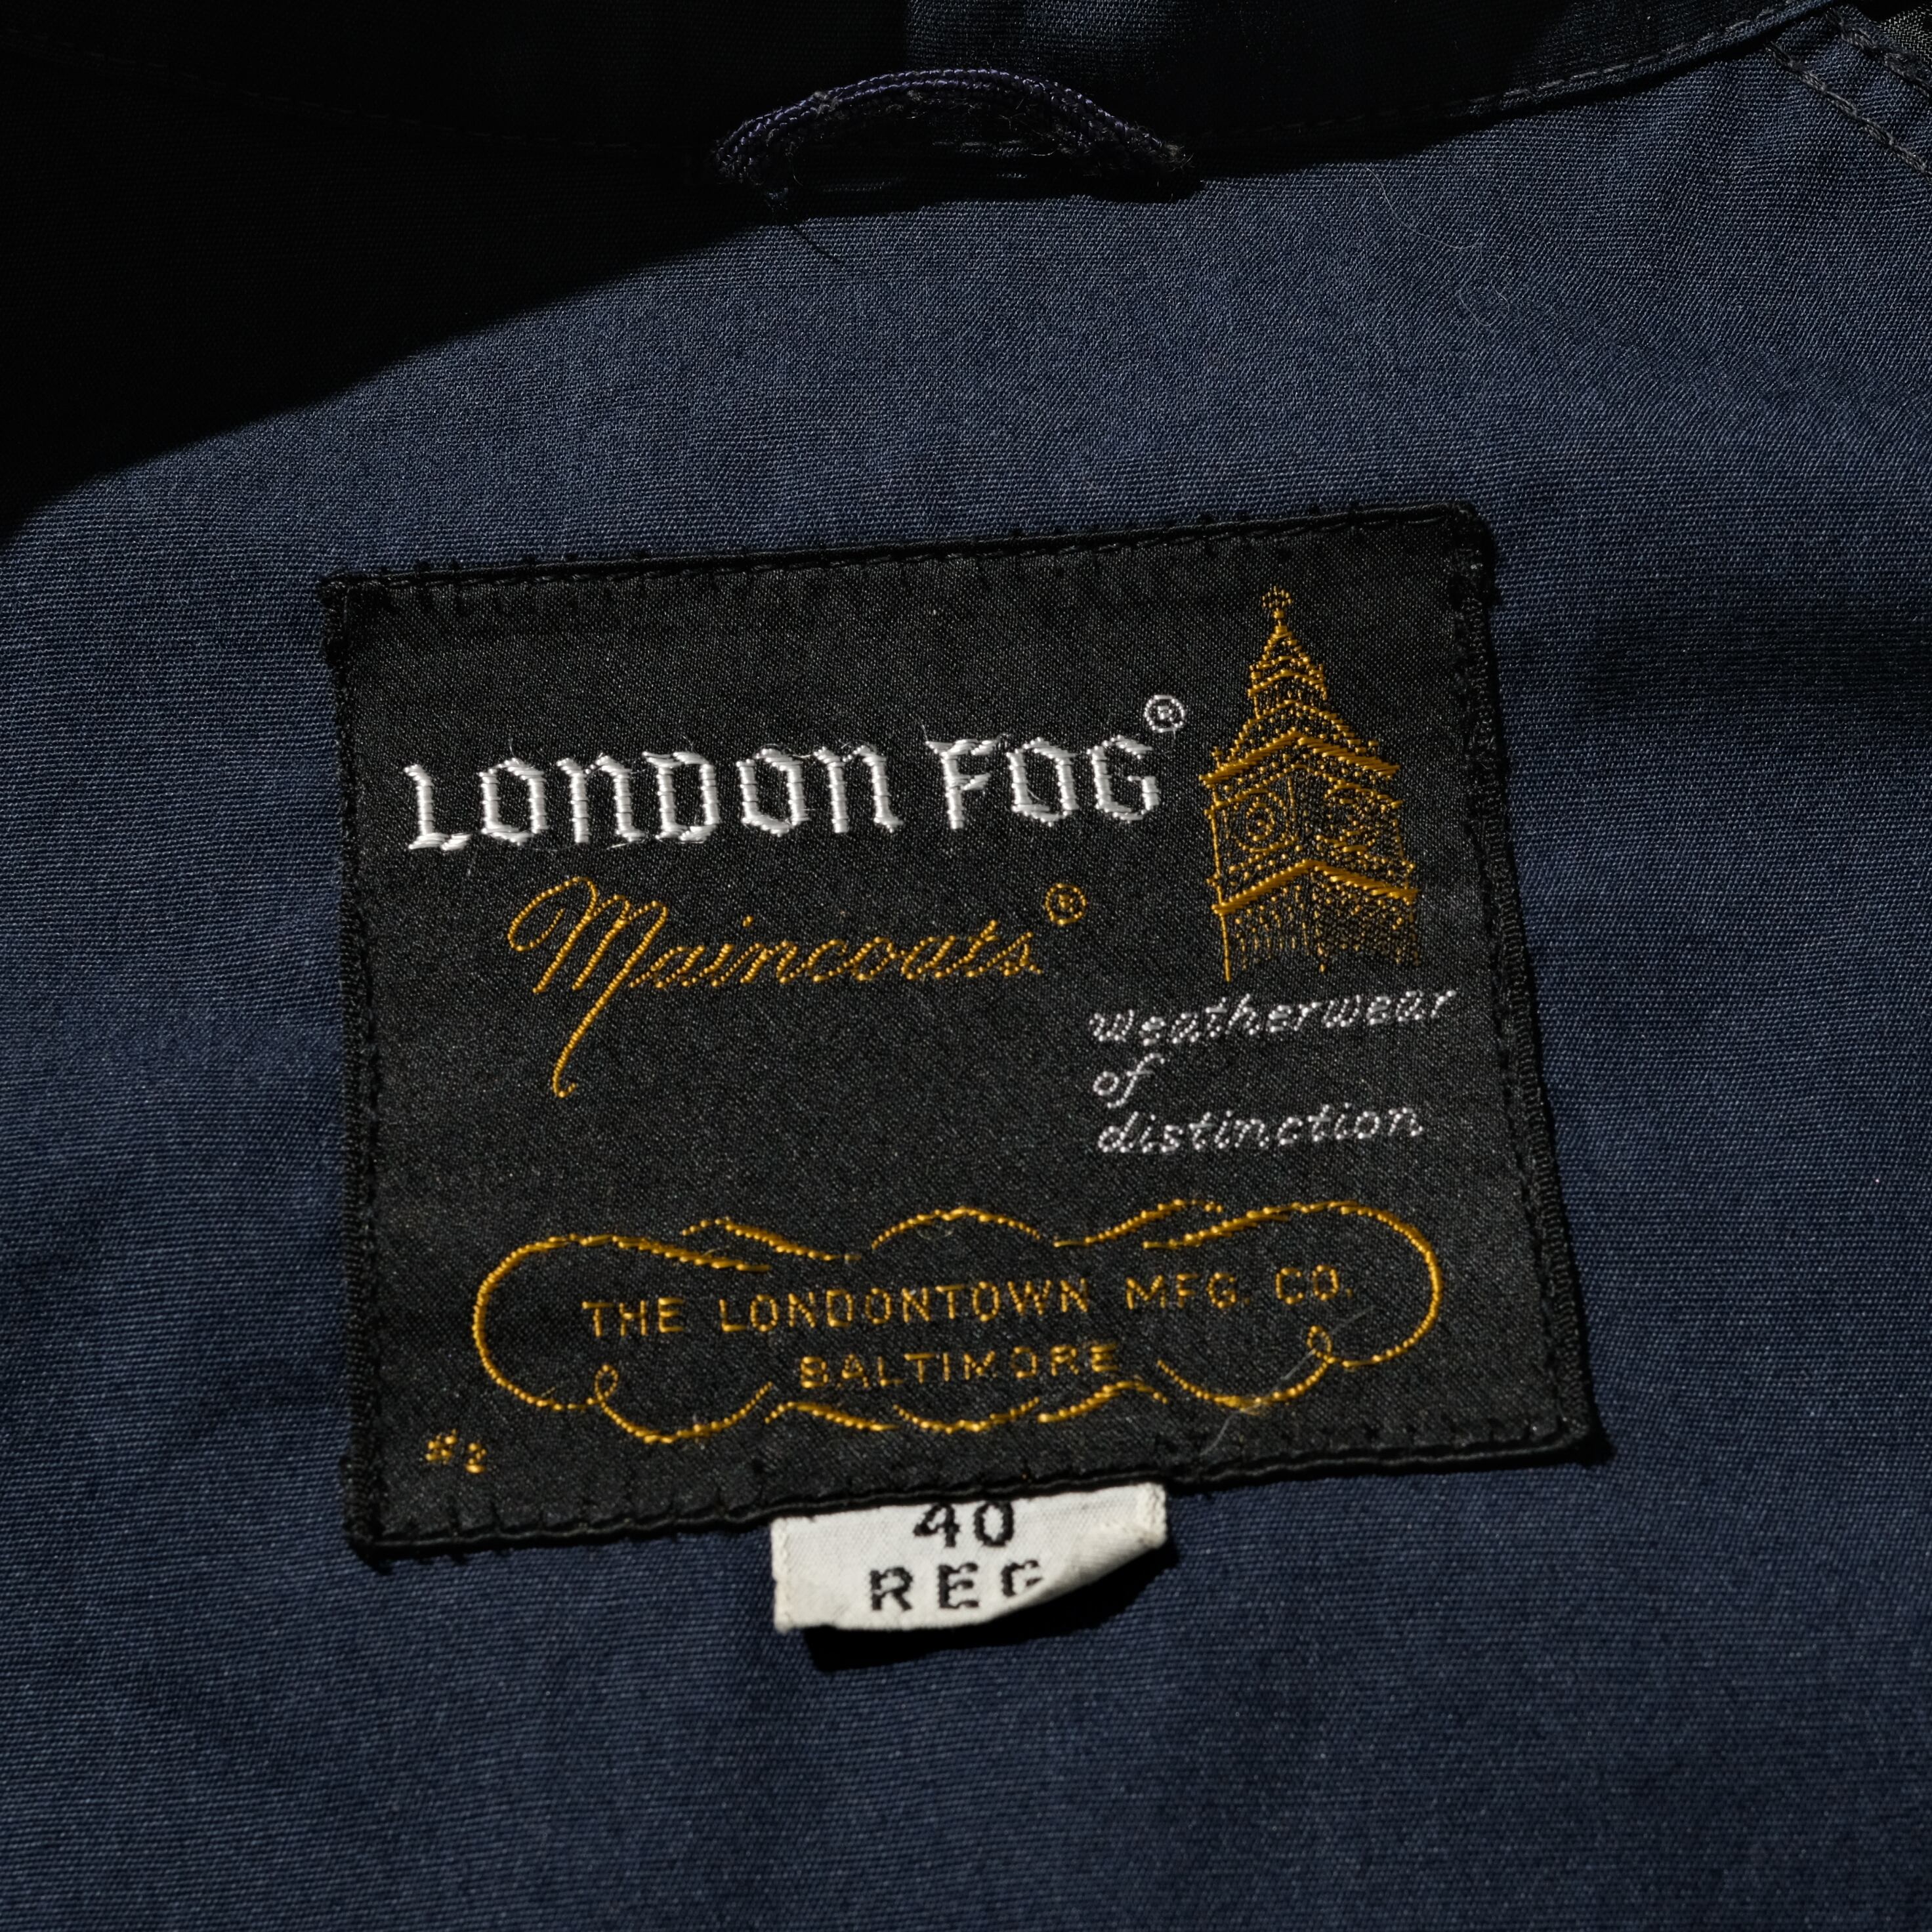 LONDON FOG®
Maincoats®
weatherwear
of
distinction
THE LONDONTOWN MFG. CO.
BALTIMORE
40
REG